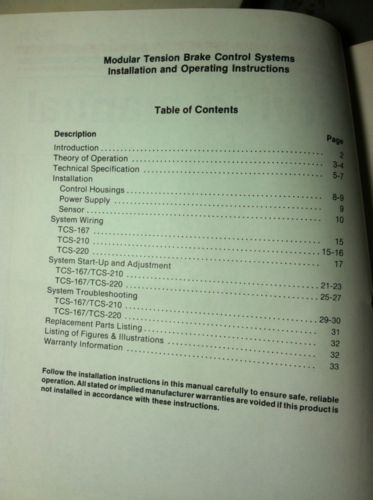 Modular Tension Brake Control Systems
Installation and Operating Instructions
Table of Contents
Description Page
Introduction 2
Theory of Operation 3-4
Technical Specification 5-7
Installation
Control Housings 8-9
Power Supply 9
Sensor 10
System Wiring
TCS-167 15
TCS-210 15-16
TCS-220 17
System Start-Up and Adjustment
TCS-167/TCS-210 21-23
TCS-167/TCS-220 25-27
System Troubleshooting
TCS-167/TCS-210 29-30
TCS-167/TCS-220 31
Replacement Parts Listing 32
Listing of Figures & Illustrations 32
Warranty Information 33
Follow the installation instructions in this manual carefully to ensure safe, reliable
operation. All stated or implied manufacturer warranties are voided if this product is
not installed in accordance with these instructions.